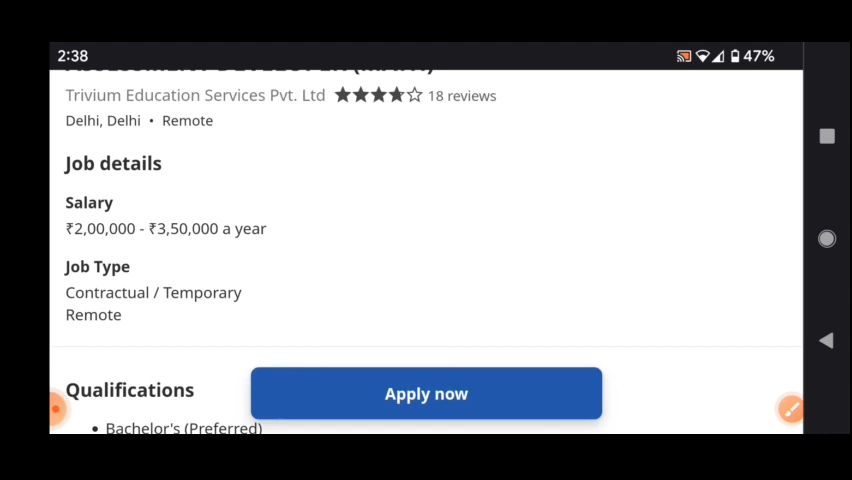 2:38
47%
Trivium Education Services Pvt. Ltd 18 reviews
Delhi, Delhi • Remote
Job details
Salary
₹2,00,000 - ₹3,50,000 a year
Job Type
Contractual / Temporary
Remote
Qualifications
Apply now
• Bachelor's (Preferred)